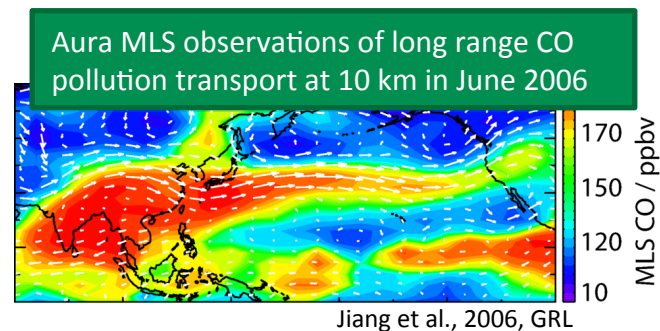 Aura MLS observations of long range CO
pollution transport at 10 km in June 2006
170
150
120
10
MLS CO / ppbv
Jiang et al., 2006, GRL